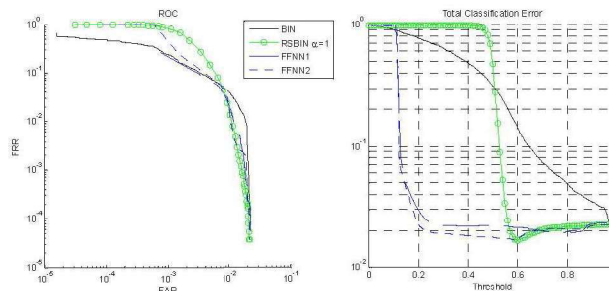 ROC
10¹
10⁰
10⁻¹
10⁻²
10⁻³
10⁻⁴
10⁻⁵
FRR
10⁻⁵
10⁻⁴
10⁻³
10⁻²
10⁻¹
FAR
BIN
RSBIN α=1
FFNN1
FFNN2
Total Classification Error
10⁰
10⁻¹
10⁻²
0
0.2
0.4
0.6
0.8
Threshold